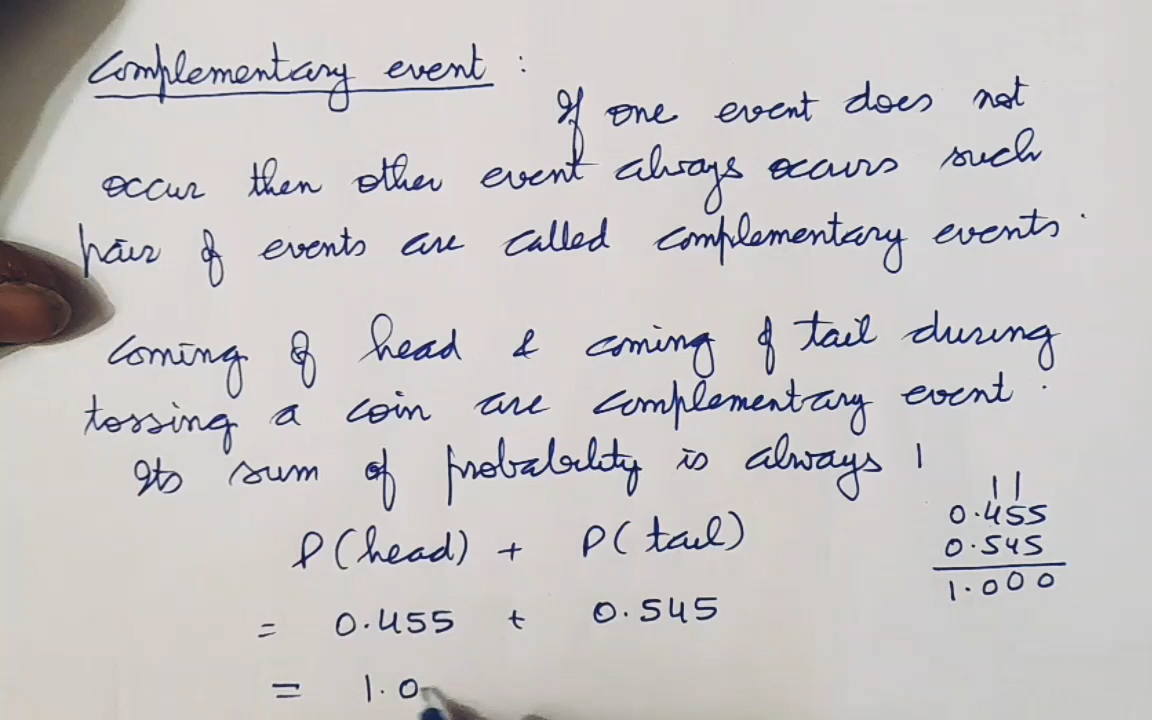 Complementary event :
If one event does not
occur then other event always occurs such
pair of events are called complementary events.
Coming of head & coming of tail during
tossing a coin are complementary event.
Its sum of probability is always 1
P(head) + P(tail)
= 0.455 + 0.545
= 1.0
11
0.455
0.545
1.000